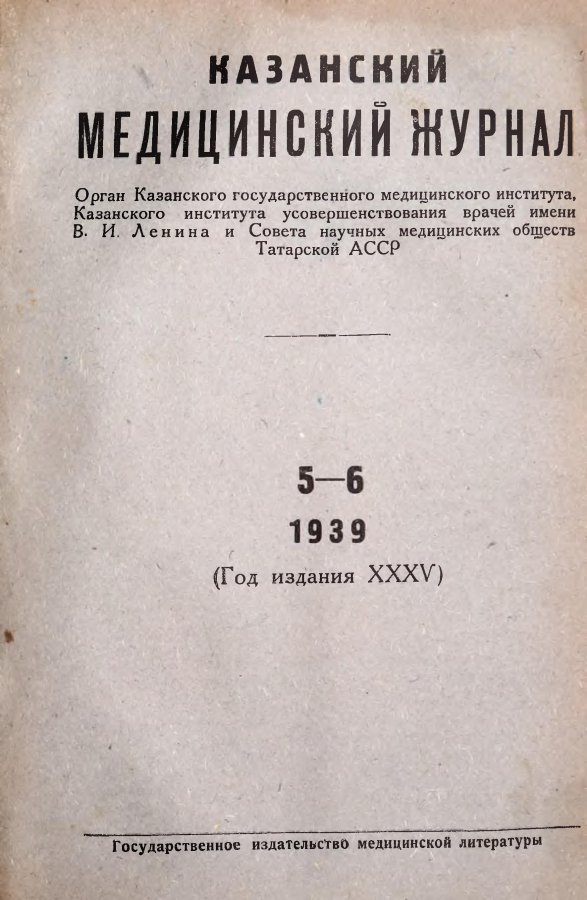 КАЗАНСКИЙ
МЕДИЦИНСКИЙ ЖУРНАЛ
Орган Казанского государственного медицинского института,
Казанского института усовершенствования врачей имени
В. И. Ленина и Совета научных медицинских обществ
Татарской АССР
5—6
1939
(Год издания XXXV)
Государственное издательство медицинской литературы